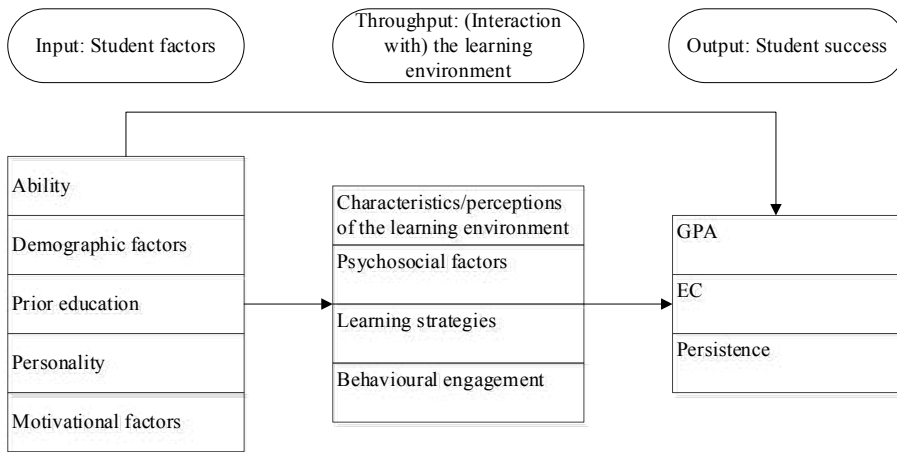 Input: Student factors
Throughput: (Interaction
with) the learning
environment
Output: Student success
Ability
Demographic factors
Prior education
Personality
Motivational factors
Characteristics/perceptions
of the learning environment
Psychosocial factors
Learning strategies
Behavioural engagement
GPA
EC
Persistence